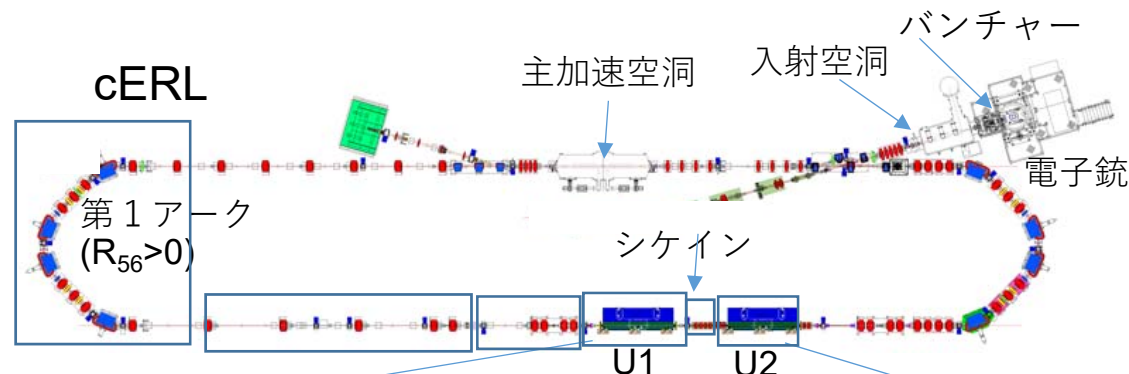 バンチャー
主加速空洞
入射空洞
cERL
電子銃
第1アーク
(R₅₆>0)
シケイン
U1
U2